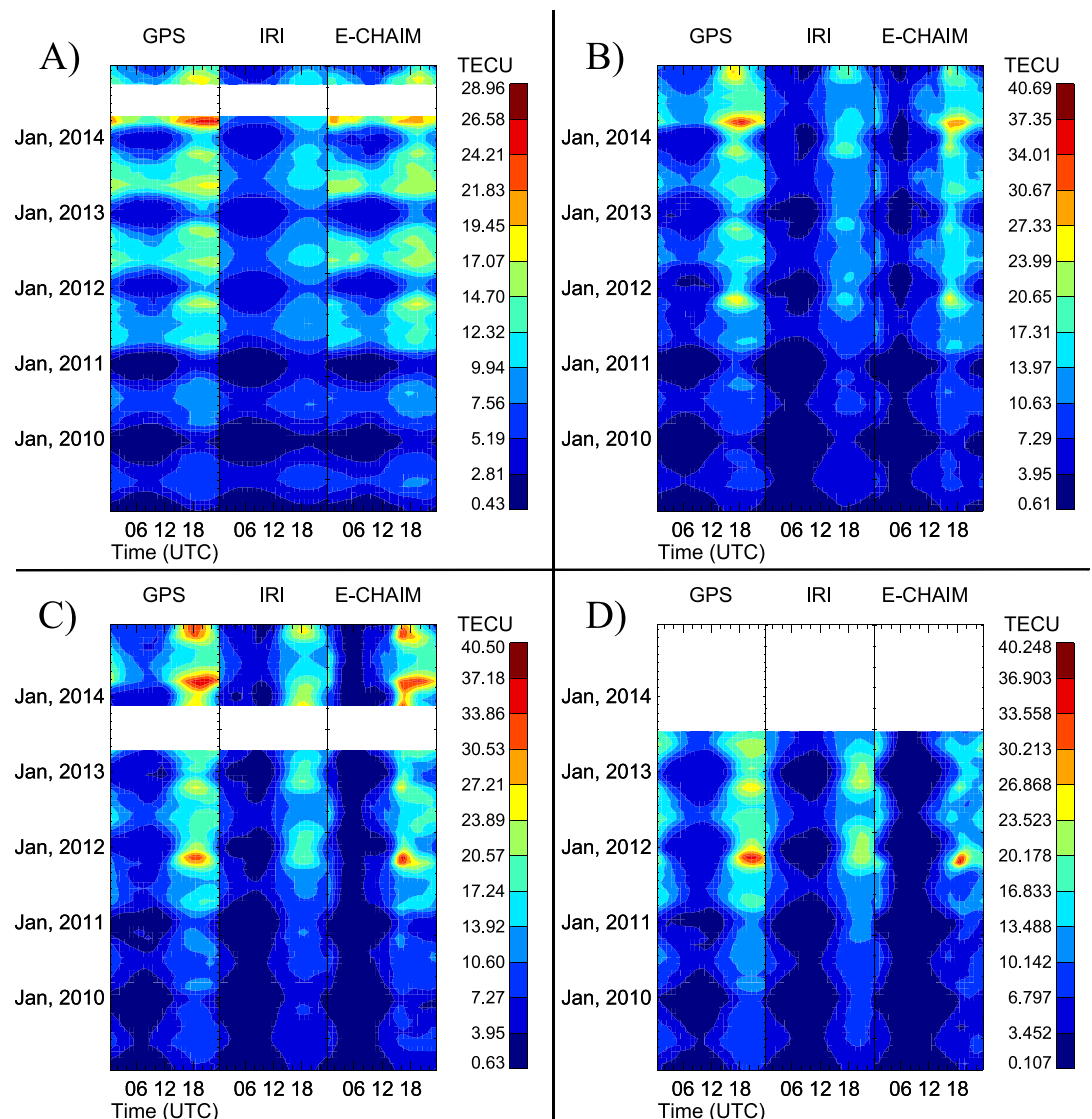 A)
GPS IRI E-CHAIM
TECU
28.96
26.58
24.21
21.83
19.45
17.07
14.70
12.32
9.94
7.56
5.19
2.81
0.43
Jan, 2014
Jan, 2013
Jan, 2012
Jan, 2011
Jan, 2010
06 12 18 06 12 18 06 12 18
Time (UTC)
B)
GPS IRI E-CHAIM
TECU
40.69
37.35
34.01
30.67
27.33
23.99
20.65
17.31
13.97
10.63
7.29
3.95
0.61
Jan, 2014
Jan, 2013
Jan, 2012
Jan, 2011
Jan, 2010
06 12 18 06 12 18 06 12 18
Time (UTC)
C)
GPS IRI E-CHAIM
TECU
40.50
37.18
33.86
30.53
27.21
23.89
20.57
17.24
13.92
10.60
7.27
3.95
0.63
Jan, 2014
Jan, 2013
Jan, 2012
Jan, 2011
Jan, 2010
06 12 18 06 12 18 06 12 18
Time (UTC)
D)
GPS IRI E-CHAIM
TECU
40.248
36.903
33.558
30.213
26.868
23.523
20.178
16.833
13.488
10.142
6.797
3.452
0.107
Jan, 2014
Jan, 2013
Jan, 2012
Jan, 2011
Jan, 2010
06 12 18 06 12 18 06 12 18
Time (UTC)